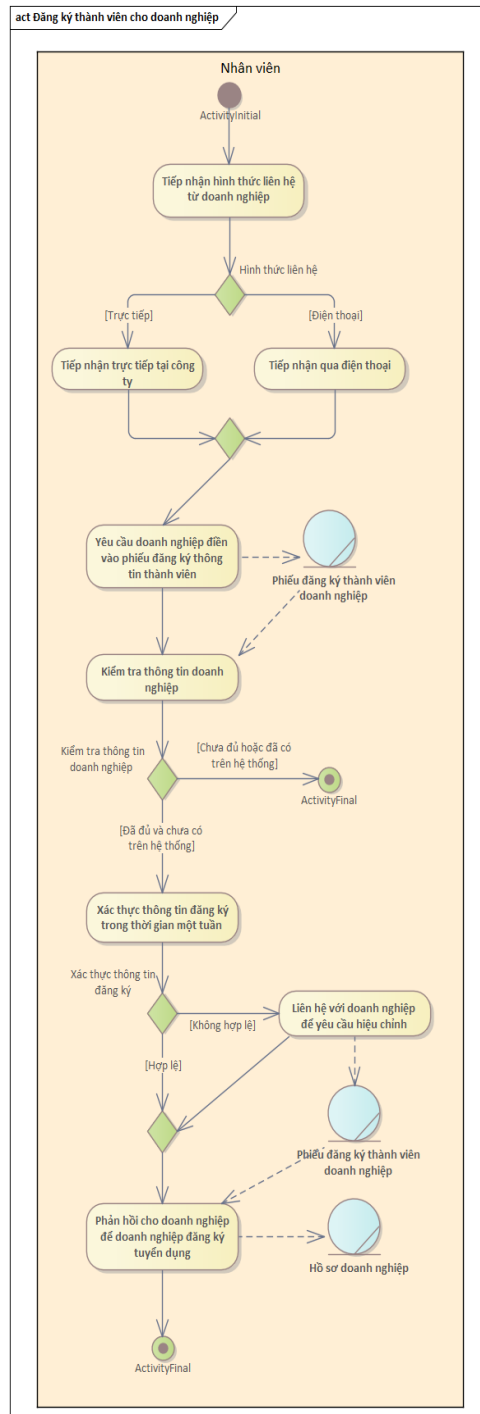 act Đăng ký thành viên cho doanh nghiệp
Nhân viên
ActivityInitial
Tiếp nhận hình thức liên hệ
từ doanh nghiệp
Hình thức liên hệ
[Trực tiếp]
[Điện thoại]
Tiếp nhận trực tiếp tại công
ty
Tiếp nhận qua điện thoại
Yêu cầu doanh nghiệp điền
vào phiếu đăng ký thông
tin thành viên
Phiếu đăng ký thành viên
doanh nghiệp
Kiểm tra thông tin doanh
nghiệp
Kiểm tra thông tin
doanh nghiệp
[Chưa đủ hoặc đã có
trên hệ thống]
ActivityFinal
[Đã đủ và chưa có
trên hệ thống]
Xác thực thông tin đăng ký
trong thời gian một tuần
Xác thực thông tin
đăng ký
[Không hợp lệ]
Liên hệ với doanh nghiệp
để yêu cầu hiệu chỉnh
[Hợp lệ]
Phiếu đăng ký thành viên
doanh nghiệp
Phản hồi cho doanh nghiệp
để doanh nghiệp đăng ký
tuyển dụng
Hồ sơ doanh nghiệp
ActivityFinal